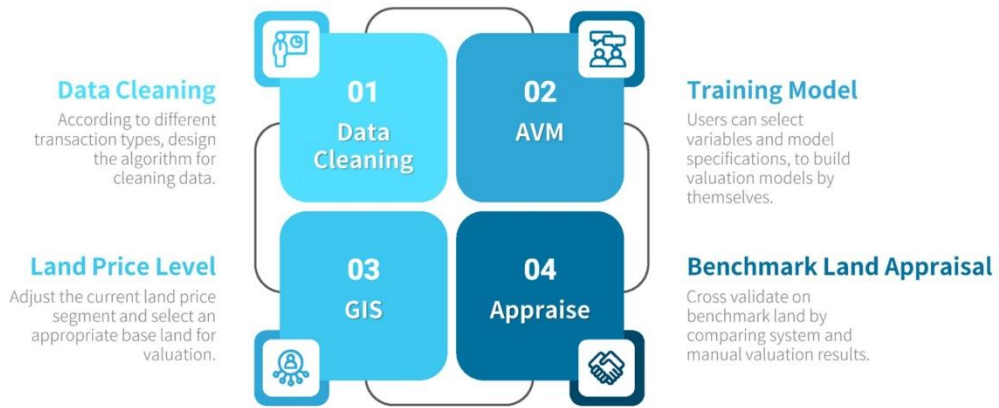 Data Cleaning
According to different
transaction types, design
the algorithm for
cleaning data.
01
Data
Cleaning
02
AVM
Training Model
Users can select
variables and model
specifications, to build
valuation models by
themselves.
Land Price Level
Adjust the current land price
segment and select an
appropriate base land for
valuation.
03
GIS
04
Appraise
Benchmark Land Appraisal
Cross validate on
benchmark land by
comparing system and
manual valuation results.